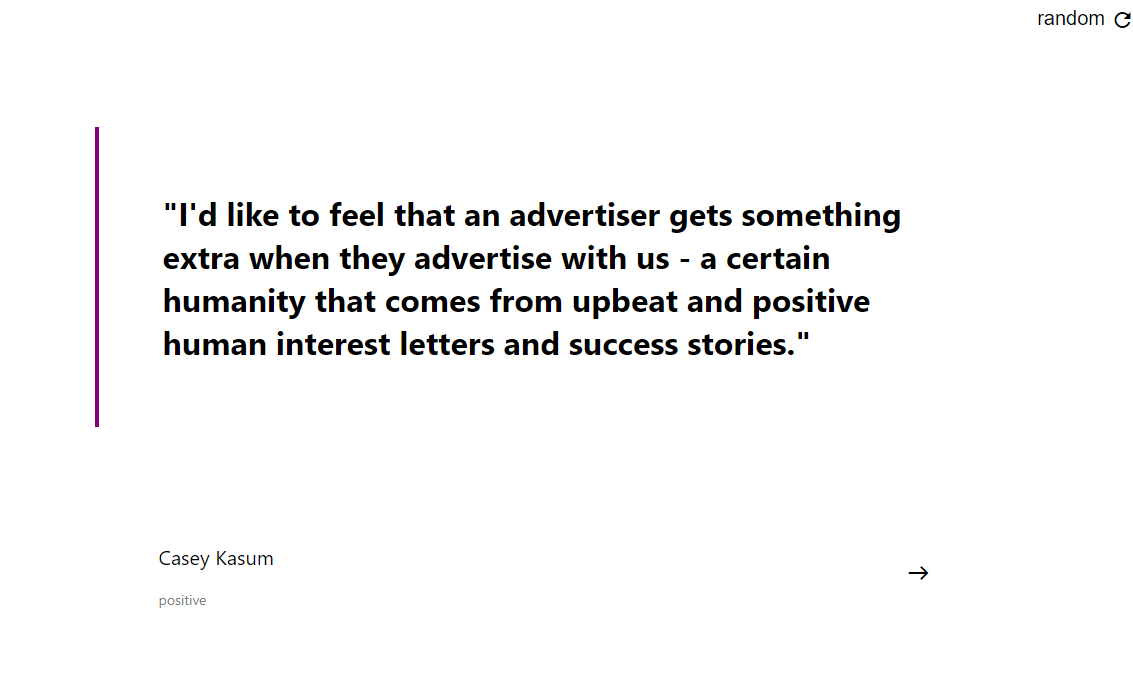 random
"I'd like to feel that an advertiser gets something
extra when they advertise with us - a certain
humanity that comes from upbeat and positive
human interest letters and success stories."
Casey Kasum
positive